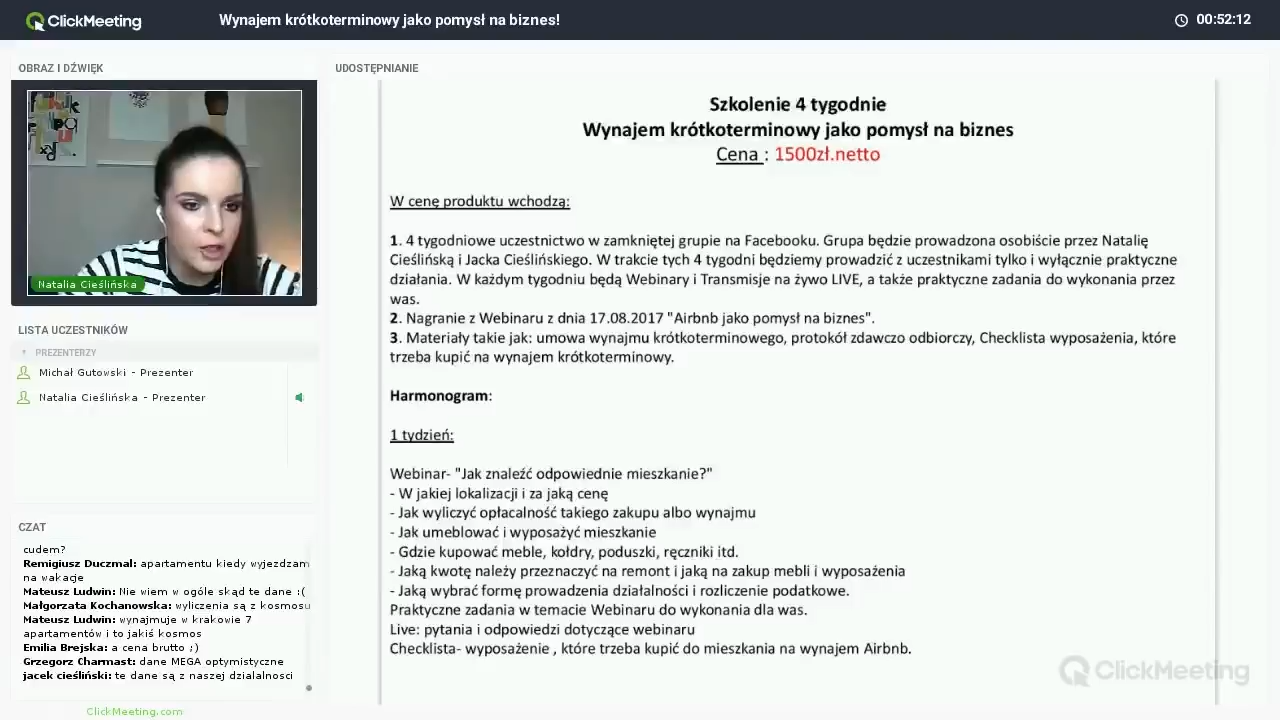 ClickMeeting
Wynajem krótkoterminowy jako pomysł na biznes!
00:52:12
OBRAZ I DŹWIĘK
Natalia Cieślińska
LISTA UCZESTNIKÓW
PREZENTERZY
Michał Gutowski - Prezenter
Natalia Cieślińska - Prezenter
CZAT
cudem?
Remigiusz Duczmal: apartamentu kiedy wyjezdzam
na wakacje
Mateusz Ludwin: Nie wiem w ogóle skąd te dane :(
Małgorzata Kochanowska: wyliczenia są z kosmosu
Mateusz Ludwin: wynajmuje w krakowie 7
apartamentów i to jakiś kosmos
Emilia Brejska: a cena brutto ;)
Grzegorz Charmast: dane MEGA optymistyczne
jacek cieśliński: te dane są z naszej dzialalnosci
ClickMeeting.com
UDOSTĘPNIANIE
Szkolenie 4 tygodnie
Wynajem krótkoterminowy jako pomysł na biznes
Cena : 1500zł.netto
W cenę produktu wchodzą:
1. 4 tygodniowe uczestnictwo w zamkniętej grupie na Facebooku. Grupa będzie prowadzona osobiście przez Natalię
Cieślińską i Jacka Cieślińskiego. W trakcie tych 4 tygodni będziemy prowadzić z uczestnikami tylko i wyłącznie praktyczne
działania. W każdym tygodniu będą Webinary i Transmisje na żywo LIVE, a także praktyczne zadania do wykonania przez
was.
2. Nagranie z Webinaru z dnia 17.08.2017 "Airbnb jako pomysł na biznes".
3. Materiały takie jak: umowa wynajmu krótkoterminowego, protokół zdawczo odbiorczy, Checklista wyposażenia, które
trzeba kupić na wynajem krótkoterminowy.
Harmonogram:
1 tydzień:
Webinar- "Jak znaleźć odpowiednie mieszkanie?"
- W jakiej lokalizacji i za jaką cenę
- Jak wyliczyć opłacalność takiego zakupu albo wynajmu
- Jak umeblować i wyposażyć mieszkanie
- Gdzie kupować meble, kołdry, poduszki, ręczniki itd.
- Jaką kwotę należy przeznaczyć na remont i jaką na zakup mebli i wyposażenia
- Jaką wybrać formę prowadzenia działalności i rozliczenie podatkowe.
Praktyczne zadania w temacie Webinaru do wykonania dla was.
Live: pytania i odpowiedzi dotyczące webinaru
Checklista- wyposażenie , które trzeba kupić do mieszkania na wynajem Airbnb.
ClickMeeting